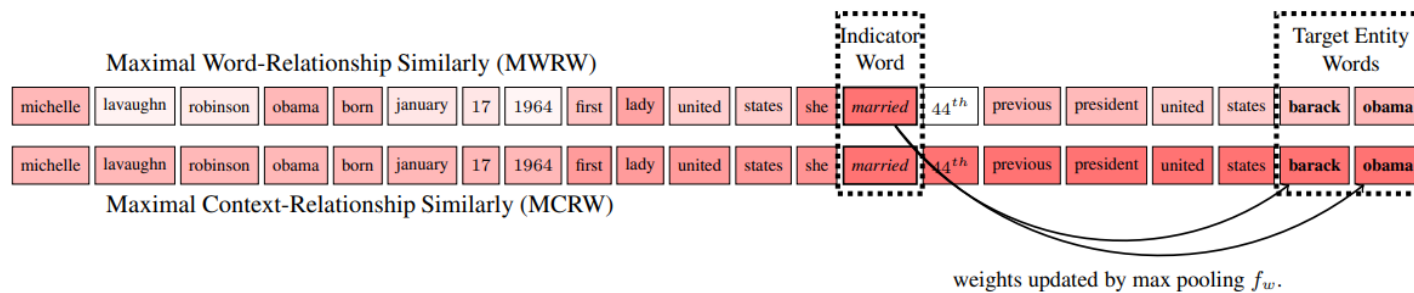 Indicator
Word
Target Entity
Words
Maximal Word-Relationship Similarly (MWRW)
michelle lavaughn robinson obama born january 17 1964 first lady united states she married 44th previous president united states barack obama
michelle lavaughn robinson obama born january 17 1964 first lady united states she married 44th previous president united states barack obama
Maximal Context-Relationship Similarly (MCRW)
weights updated by max pooling f_w.